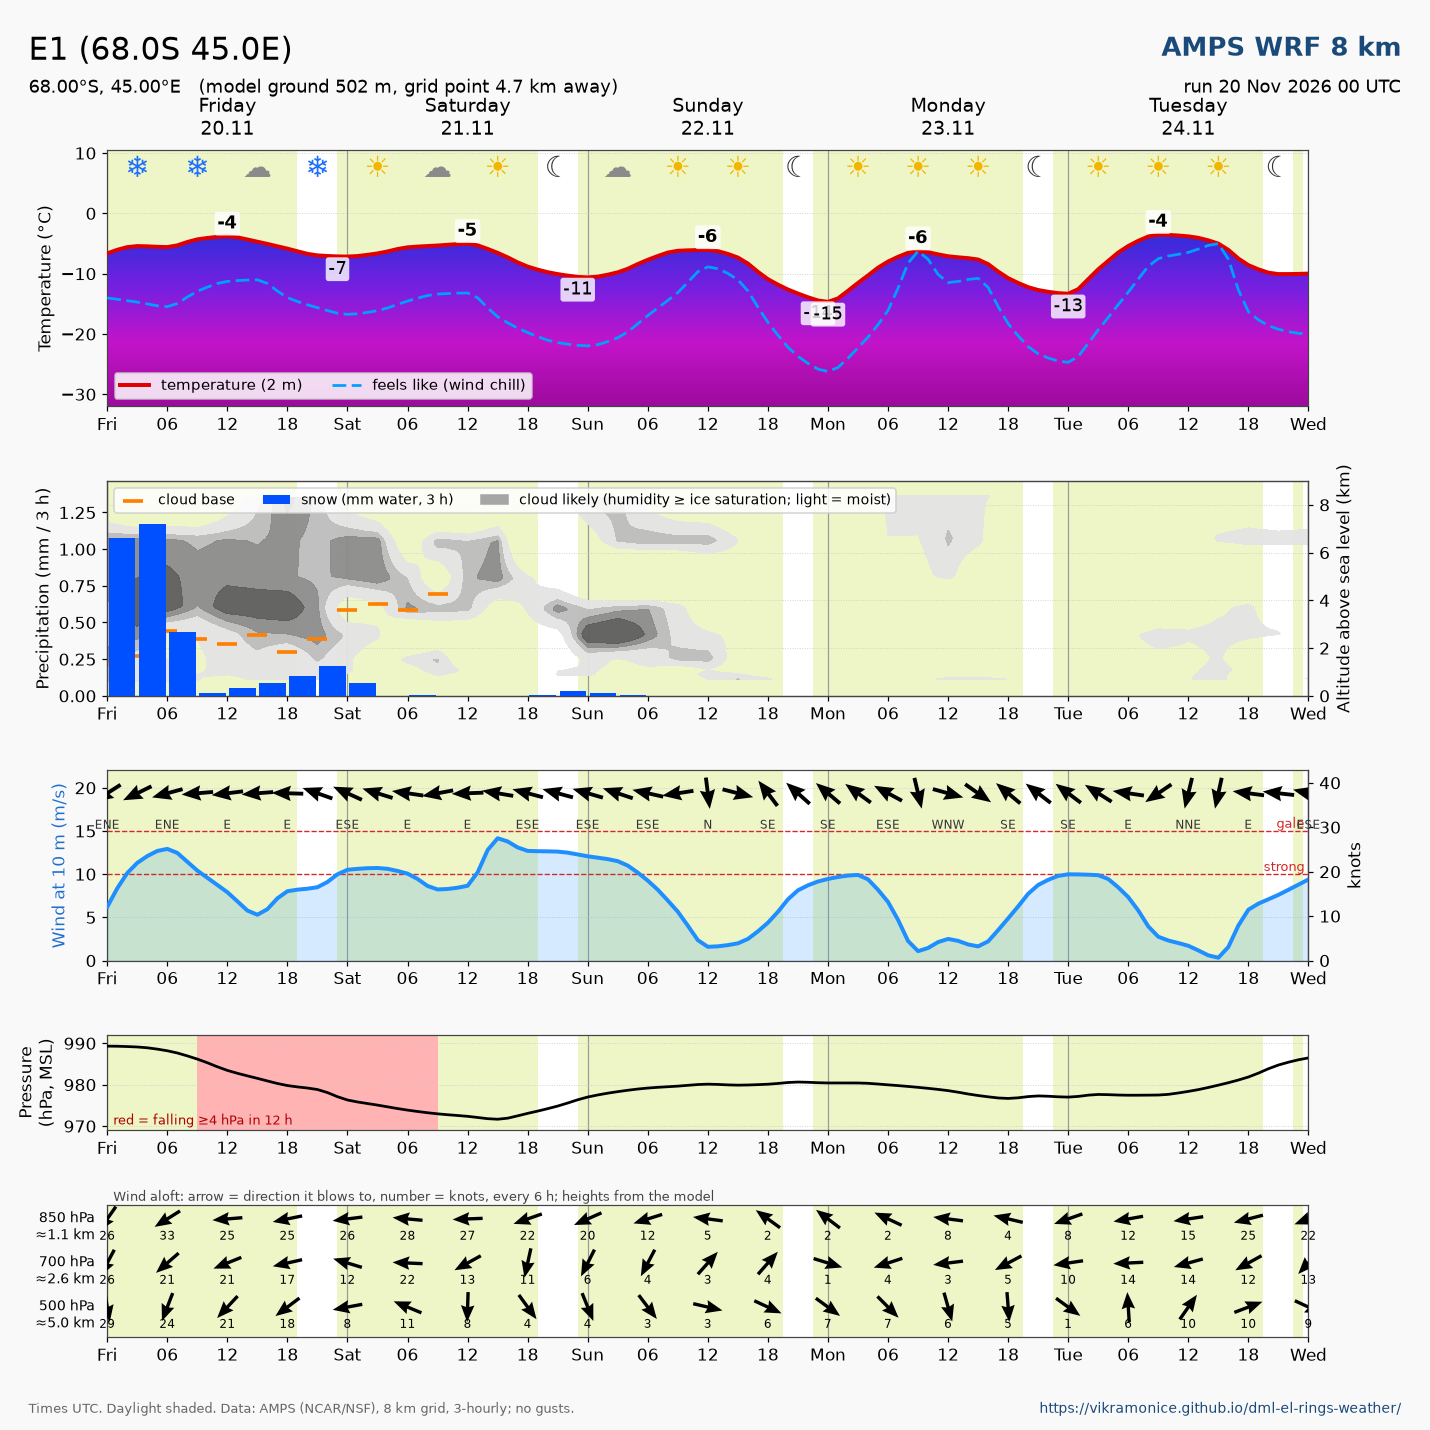 E1 (68.0S 45.0E)
AMPS WRF 8 km
68.00°S, 45.00°E (model ground 502 m, grid point 4.7 km away)
run 20 Nov 2026 00 UTC
Friday Saturday Sunday Monday Tuesday
20.11 21.11 22.11 23.11 24.11
Temperature (°C)
10
0
−10
−20
−30
-4 -7 -5 -11 -6 -15 -6 -13 -4
temperature (2 m) feels like (wind chill)
Fri 06 12 18 Sat 06 12 18 Sun 06 12 18 Mon 06 12 18 Tue 06 12 18 Wed
Precipitation (mm / 3 h)
1.25
1.00
0.75
0.50
0.25
0.00
cloud base snow (mm water, 3 h) cloud likely (humidity ≥ ice saturation; light = moist)
8
6
4
2
0
Altitude above sea level (km)
Fri 06 12 18 Sat 06 12 18 Sun 06 12 18 Mon 06 12 18 Tue 06 12 18 Wed
Wind at 10 m (m/s)
20
15
10
5
0
ENE ENE E E ESE E E ESE ESE ESE N SE SE ESE WNW SE SE E NNE E ESE
gale
strong
40
30
20
10
0
knots
Fri 06 12 18 Sat 06 12 18 Sun 06 12 18 Mon 06 12 18 Tue 06 12 18 Wed
Pressure
(hPa, MSL)
990
980
970
red = falling ≥4 hPa in 12 h
Fri 06 12 18 Sat 06 12 18 Sun 06 12 18 Mon 06 12 18 Tue 06 12 18 Wed
Wind aloft: arrow = direction it blows to, number = knots, every 6 h; heights from the model
850 hPa
≈1.1 km 26 33 25 25 26 28 27 22 20 12 5 2 2 2 8 4 8 12 15 25 22
700 hPa
≈2.6 km 26 21 21 17 12 22 13 11 6 4 3 4 1 4 3 5 10 14 14 12 13
500 hPa
≈5.0 km 29 24 21 18 8 11 8 4 4 3 7 6 7 7 6 5 1 6 10 10 9
Fri 06 12 18 Sat 06 12 18 Sun 06 12 18 Mon 06 12 18 Tue 06 12 18 Wed
Times UTC. Daylight shaded. Data: AMPS (NCAR/NSF), 8 km grid, 3-hourly; no gusts.
https://vikramonice.github.io/dml-el-rings-weather/